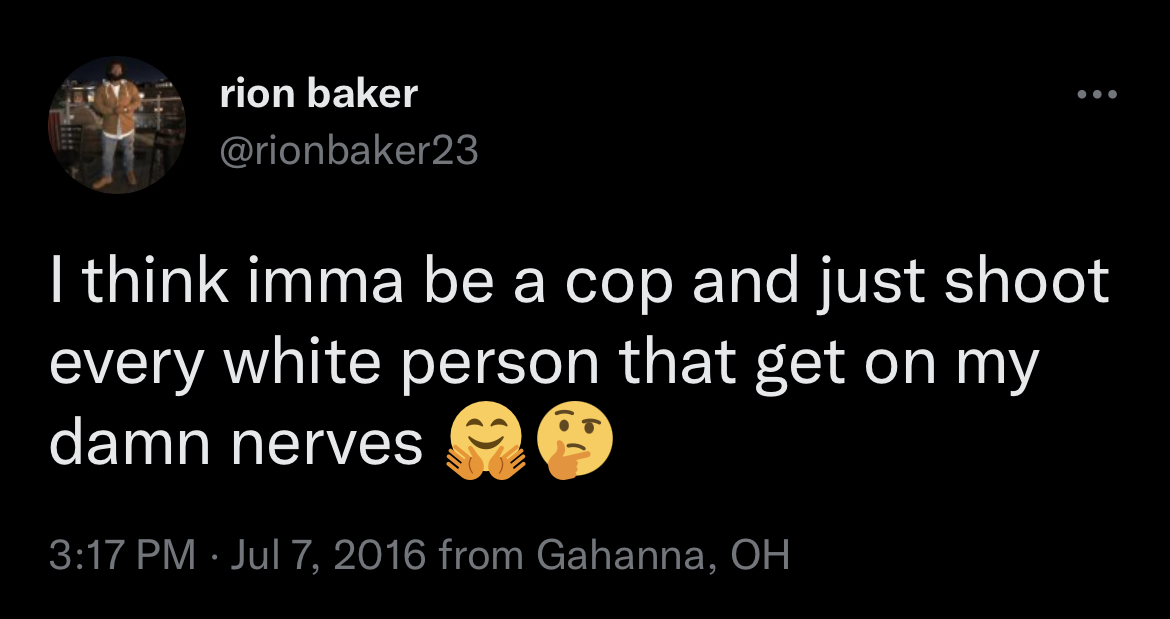 rion baker
@rionbaker23
I think imma be a cop and just shoot
every white person that get on my
damn nerves 🤗🤔
3:17 PM · Jul 7, 2016 from Gahanna, OH